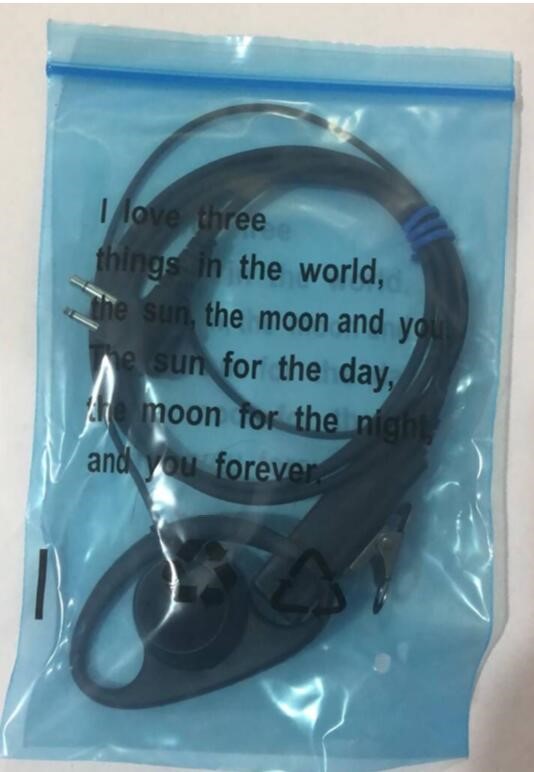 I love three
things in the world,
the sun, the moon and you.
The sun for the day,
the moon for the night,
and you forever.